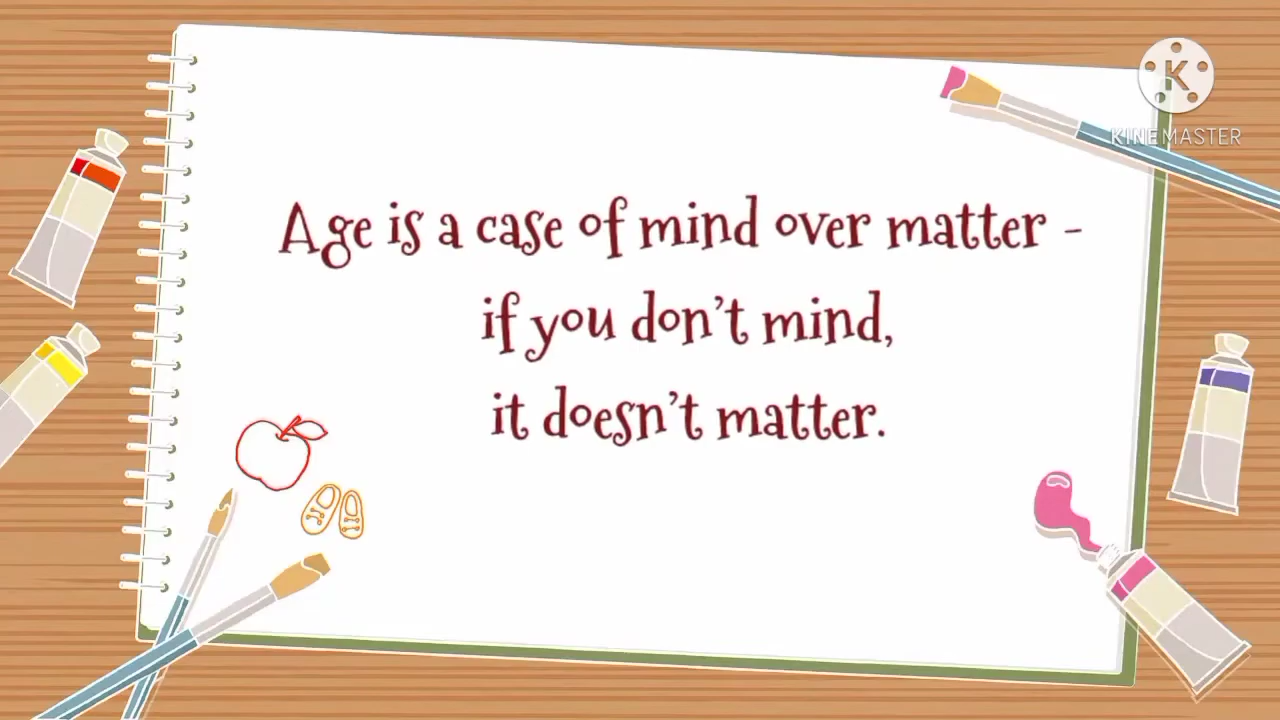 K
KINEMASTER
Age is a case of mind over matter -
if you don't mind,
it doesn't matter.